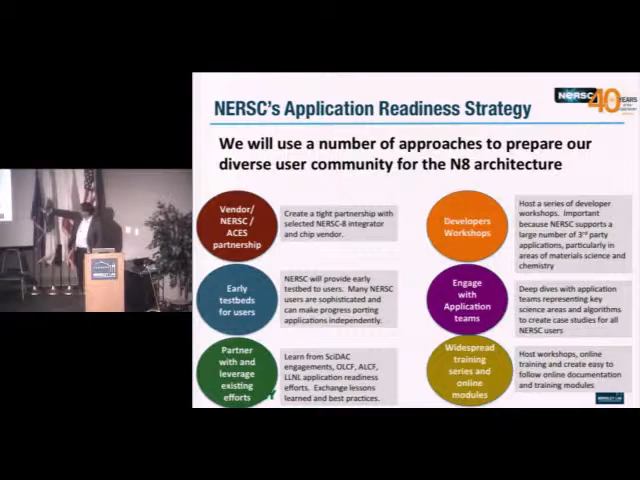 NERSC's Application Readiness Strategy
NERSC 40 YEARS
We will use a number of approaches to prepare our
diverse user community for the N8 architecture
Vendor/
NERSC /
ACES
partnership
Create a tight partnership with
selected NERSC-8 integrator
and chip vendor.
Developers
Workshops
Host a series of developer
workshops. Important
because NERSC supports a
large number of 3rd party
applications, particularly in
areas of materials science and
chemistry
Early
testbeds
for users
NERSC will provide early
testbed to users. Many NERSC
users are sophisticated and
can make progress porting
applications independently.
Engage
with
Application
teams
Deep dives with application
teams representing key
science areas and algorithms
to create case studies for all
NERSC users
Partner
with and
leverage
existing
efforts
Learn from SciDAC
engagements, OLCF, ALCF,
LLNL application readiness
efforts. Exchange lessons
learned and best practices.
Widespread
training
series and
online
modules
Host workshops, online
training and create easy to
follow online documentation
and training modules